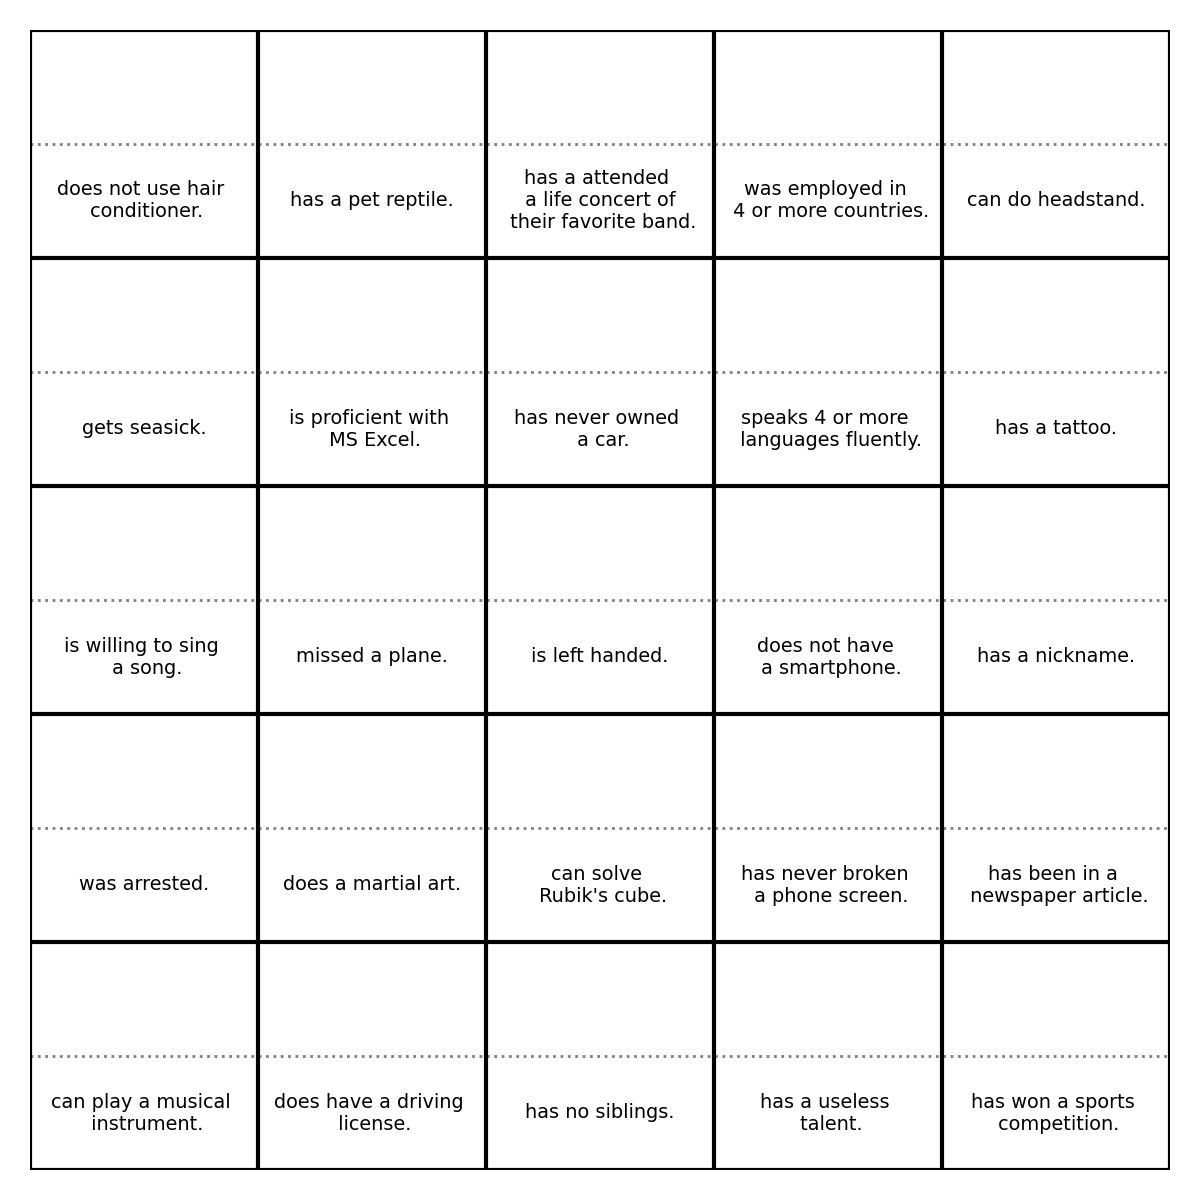 does not use hair
conditioner.
has a pet reptile.
has a attended
a life concert of
their favorite band.
was employed in
4 or more countries.
can do headstand.
gets seasick.
is proficient with
MS Excel.
has never owned
a car.
speaks 4 or more
languages fluently.
has a tattoo.
is willing to sing
a song.
missed a plane.
is left handed.
does not have
a smartphone.
has a nickname.
was arrested.
does a martial art.
can solve
Rubik's cube.
has never broken
a phone screen.
has been in a
newspaper article.
can play a musical
instrument.
does have a driving
license.
has no siblings.
has a useless
talent.
has won a sports
competition.